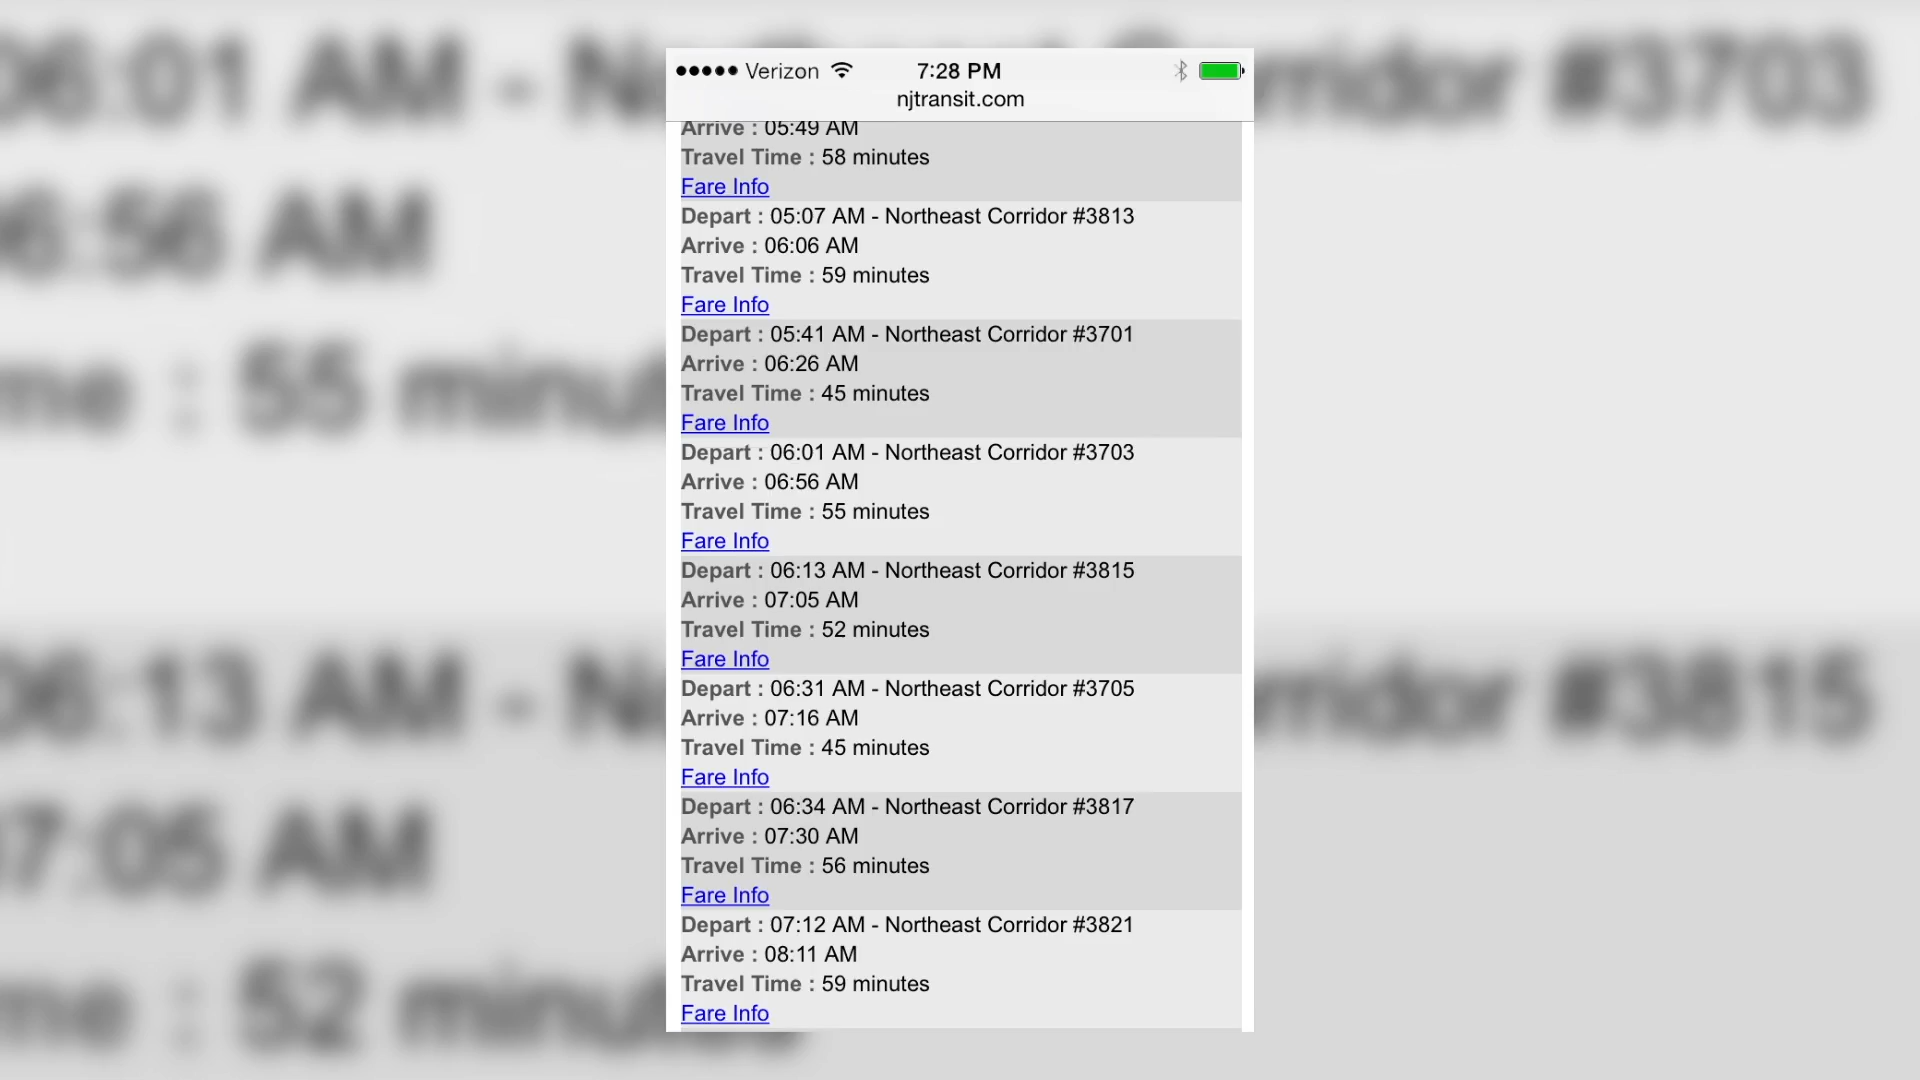 Verizon 7:28 PM
njtransit.com
Arrive : 05:49 AM
Travel Time : 58 minutes
Fare Info
Depart : 05:07 AM - Northeast Corridor #3813
Arrive : 06:06 AM
Travel Time : 59 minutes
Fare Info
Depart : 05:41 AM - Northeast Corridor #3701
Arrive : 06:26 AM
Travel Time : 45 minutes
Fare Info
Depart : 06:01 AM - Northeast Corridor #3703
Arrive : 06:56 AM
Travel Time : 55 minutes
Fare Info
Depart : 06:13 AM - Northeast Corridor #3815
Arrive : 07:05 AM
Travel Time : 52 minutes
Fare Info
Depart : 06:31 AM - Northeast Corridor #3705
Arrive : 07:16 AM
Travel Time : 45 minutes
Fare Info
Depart : 06:34 AM - Northeast Corridor #3817
Arrive : 07:30 AM
Travel Time : 56 minutes
Fare Info
Depart : 07:12 AM - Northeast Corridor #3821
Arrive : 08:11 AM
Travel Time : 59 minutes
Fare Info